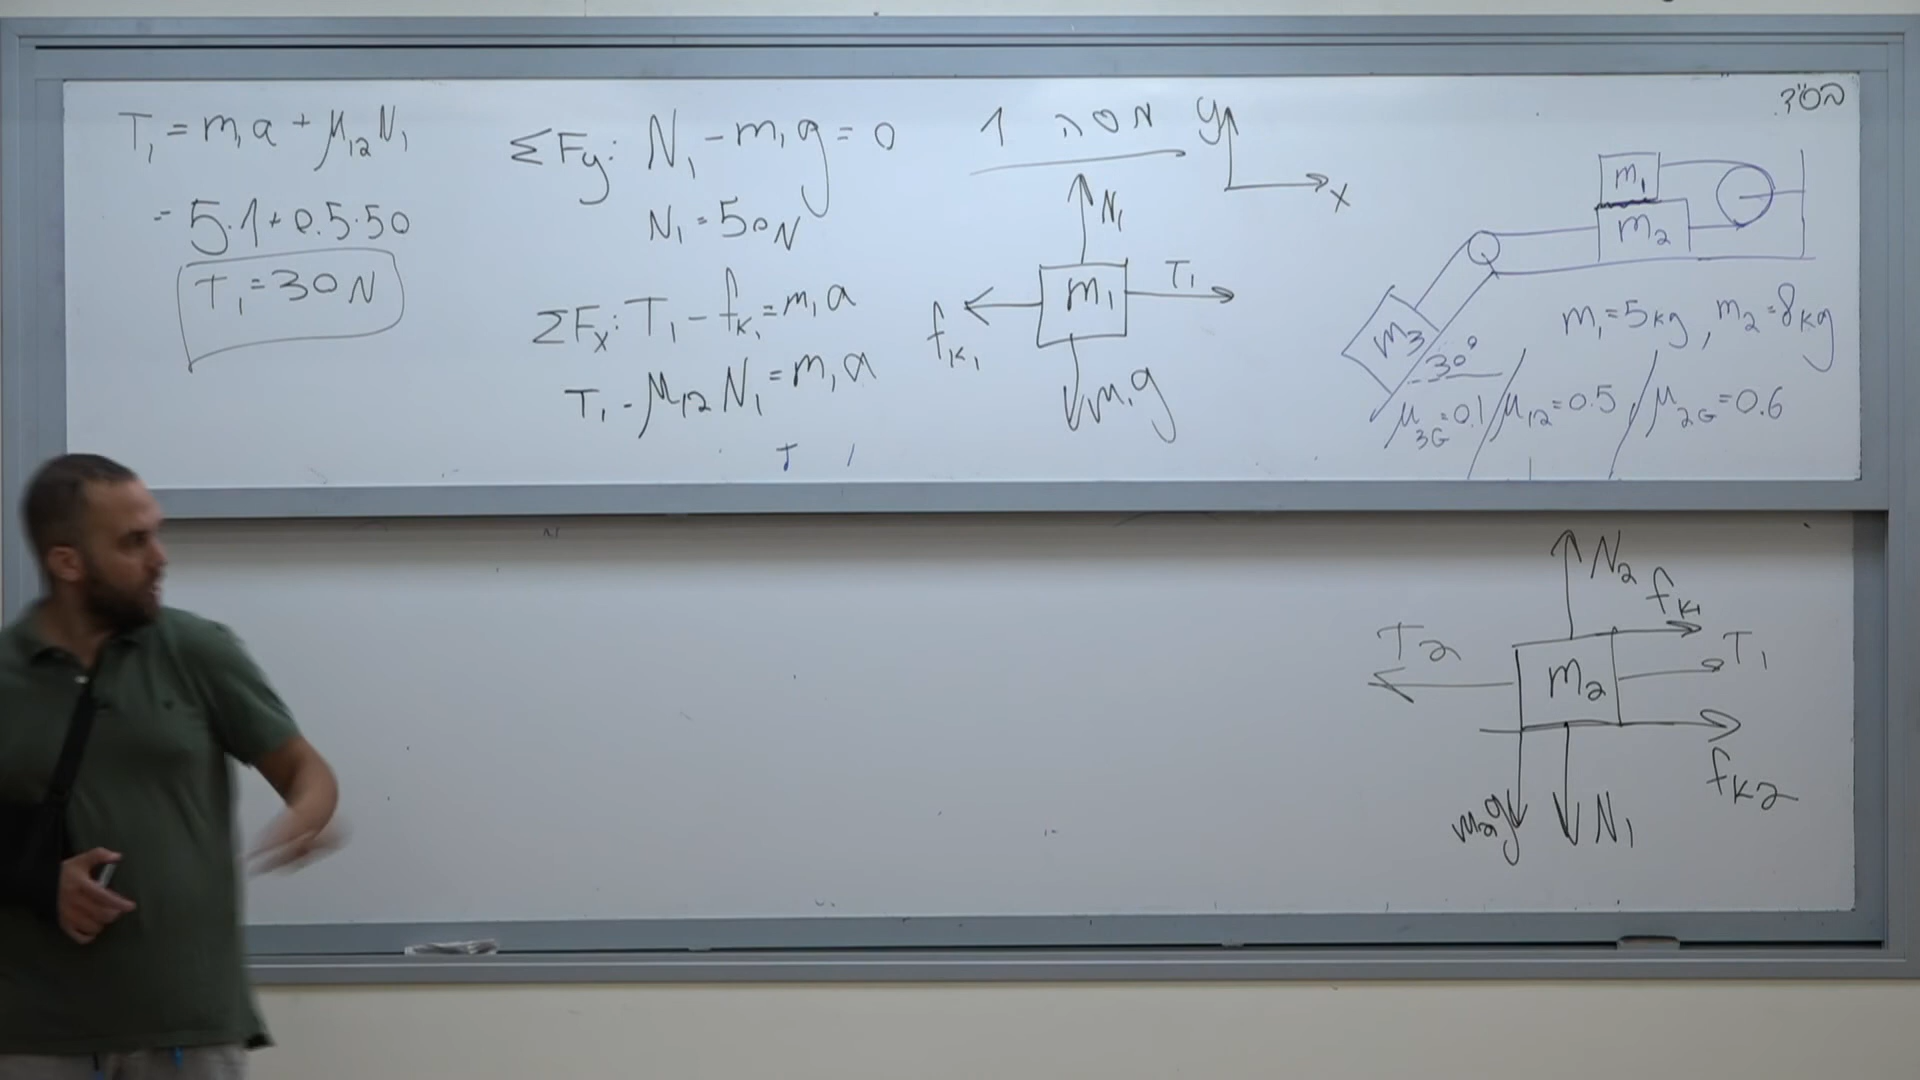 בס"ד
m₁
m₂
m₃
30°
m₁=5kg, m₂=8kg
μ₃G=0.1 / μ₁₂=0.5 / μ₂G=0.6
מסה 1
y
x
N₁
m₁
T₁
fK₁
m₁g
ΣFy: N₁ - m₁g = 0
N₁ = 50N
ΣFx: T₁ - fK₁ = m₁a
T₁ - μ₁₂N₁ = m₁a
T₁ = m₁a + μ₁₂N₁
= 5·1 + 0.5·50
T₁ = 30N
N₂
fK₁
T₂
m₂
T₁
fK2
m₂g
N₁